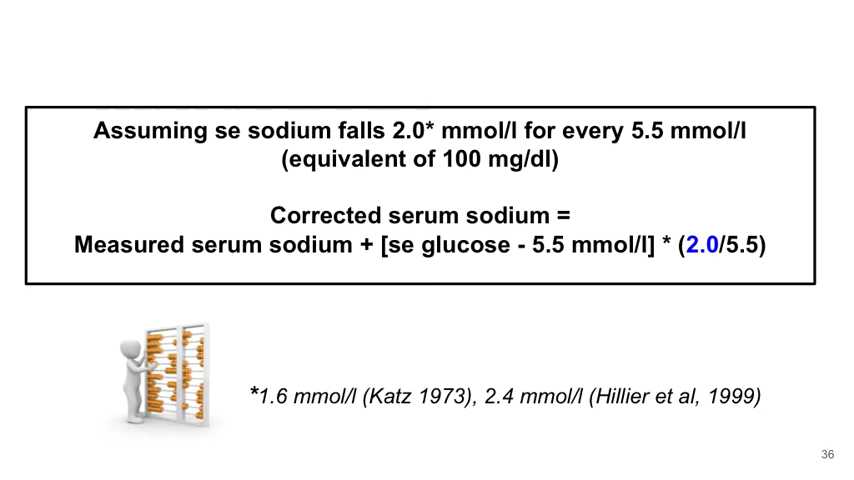 Assuming se sodium falls 2.0* mmol/l for every 5.5 mmol/l
(equivalent of 100 mg/dl)
Corrected serum sodium =
Measured serum sodium + [se glucose - 5.5 mmol/l] * (2.0/5.5)
*1.6 mmol/l (Katz 1973), 2.4 mmol/l (Hillier et al, 1999)
36